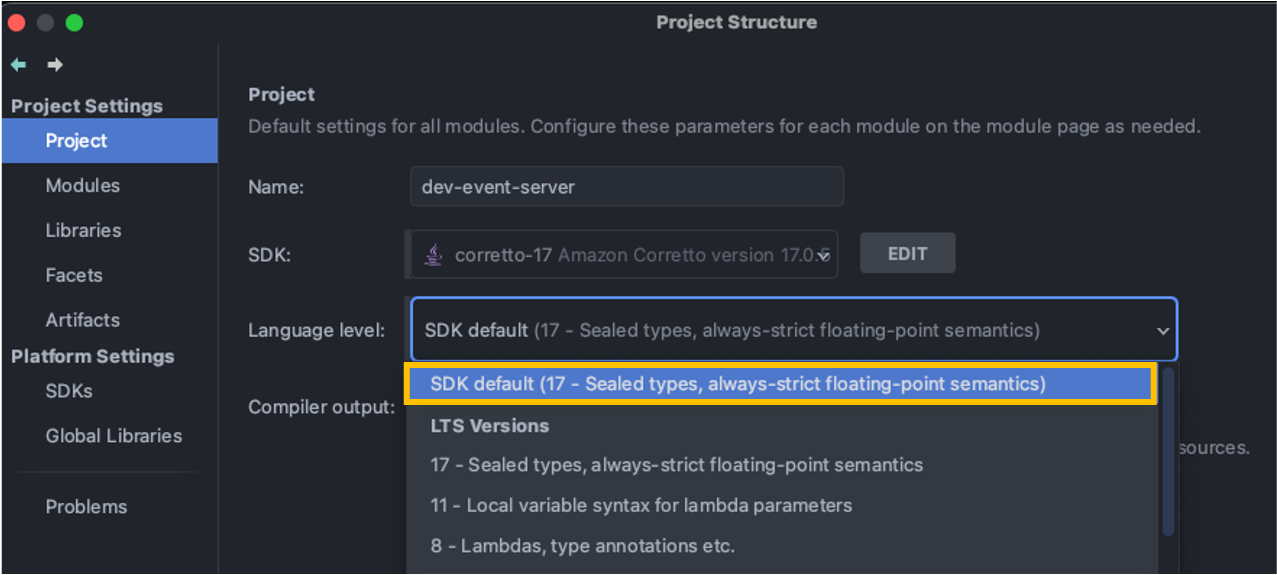 Project Structure
Project Settings
Project
Modules
Libraries
Facets
Artifacts
Platform Settings
SDKs
Global Libraries
Problems
Project
Default settings for all modules. Configure these parameters for each module on the module page as needed.
Name: dev-event-server
SDK: corretto-17 Amazon Corretto version 17.0.5 EDIT
Language level: SDK default (17 - Sealed types, always-strict floating-point semantics)
SDK default (17 - Sealed types, always-strict floating-point semantics)
Compiler output:
LTS Versions
sources.
17 - Sealed types, always-strict floating-point semantics
11 - Local variable syntax for lambda parameters
8 - Lambdas, type annotations etc.